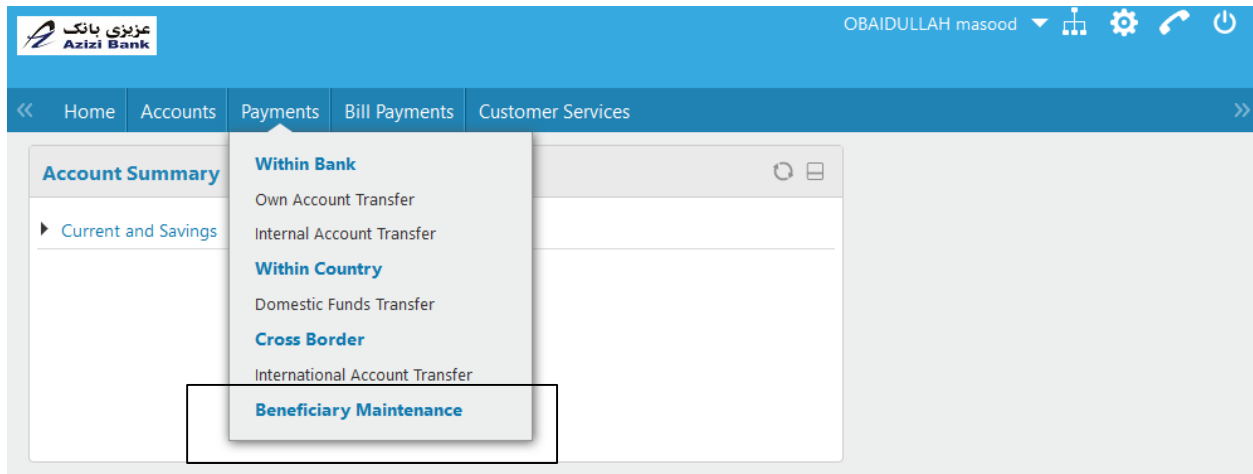 عزیزی بانک
Azizi Bank
OBAIDULLAH masood
Home Accounts Payments Bill Payments Customer Services
Account Summary
Current and Savings
Within Bank
Own Account Transfer
Internal Account Transfer
Within Country
Domestic Funds Transfer
Cross Border
International Account Transfer
Beneficiary Maintenance